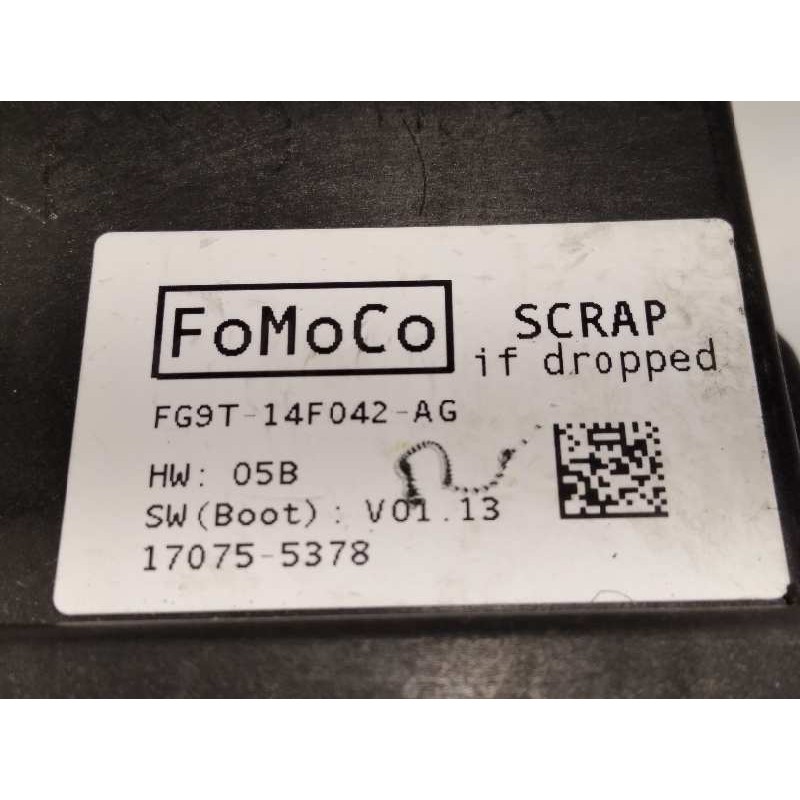 FoMoCo
SCRAP
if dropped
FG9T-14F042-AG
HW: 05B
SW(Boot): V01.13
17075-5378